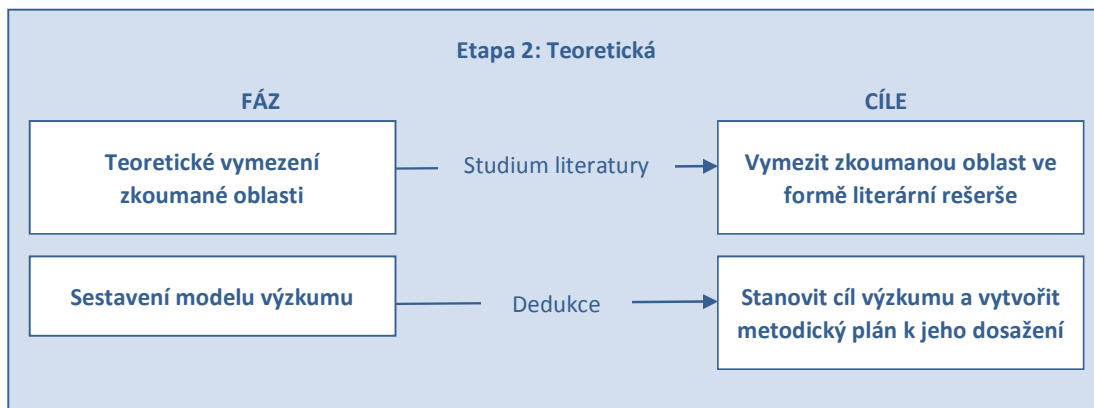 Etapa 2: Teoretická
FÁZ
CÍLE
Teoretické vymezení
zkoumané oblasti
Studium literatury
Vymezit zkoumanou oblast ve
formě literární rešerše
Sestavení modelu výzkumu
Dedukce
Stanovit cíl výzkumu a vytvořit
metodický plán k jeho dosažení